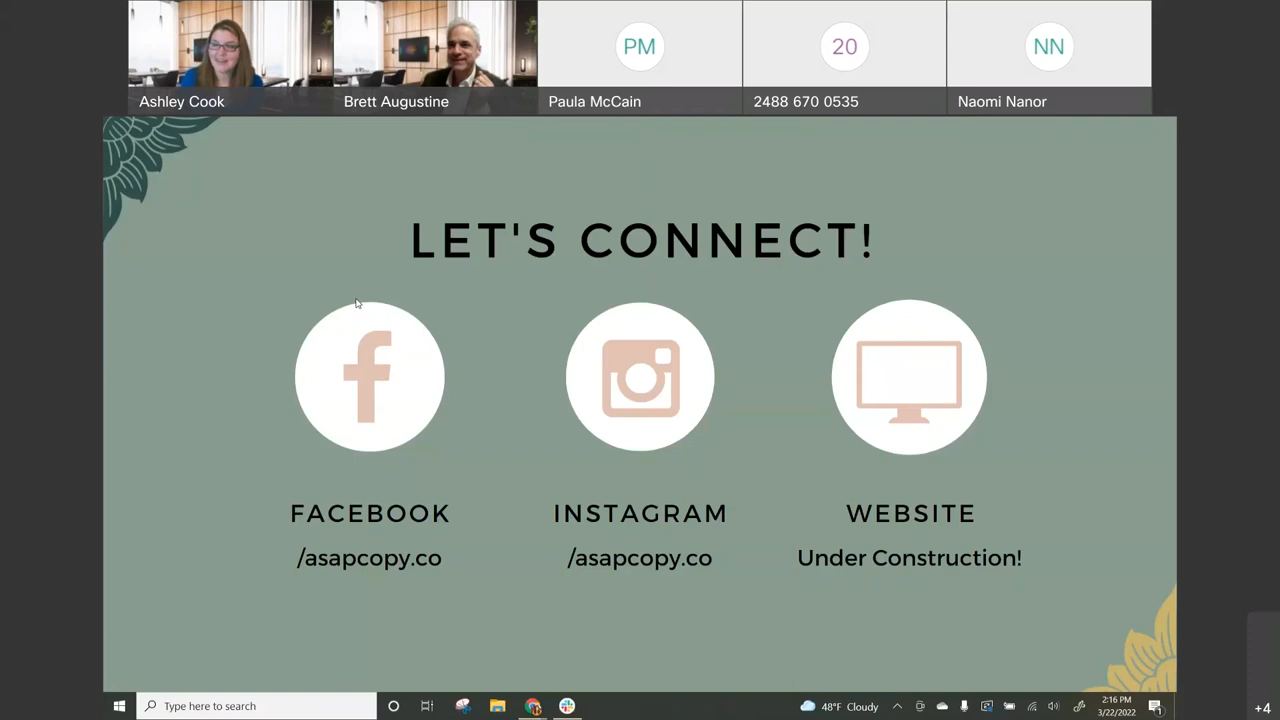 PM
20
NN
Ashley Cook
Brett Augustine
Paula McCain
2488 670 0535
Naomi Nanor
LET'S CONNECT!
FACEBOOK
INSTAGRAM
WEBSITE
/asapcopy.co
/asapcopy.co
Under Construction!
Type here to search
48°F Cloudy
2:16 PM
3/22/2022
1
+4